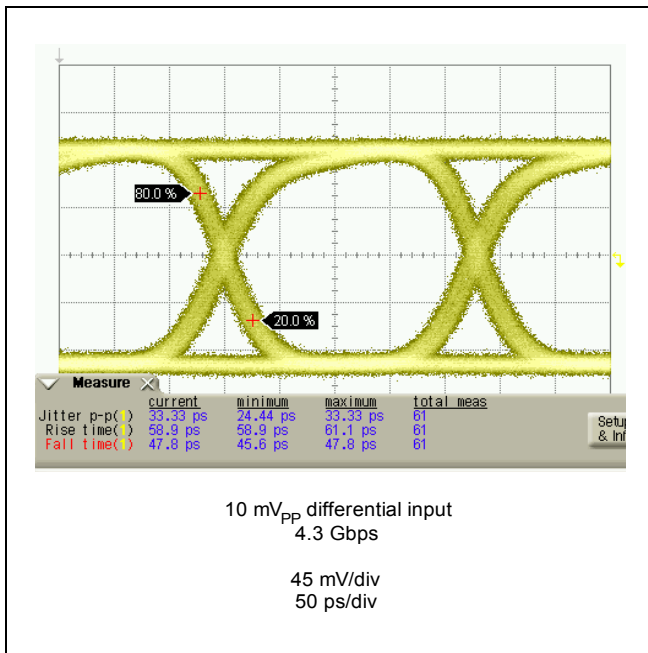 80.0 %
20.0 %
Measure
current minimum maximum total meas
Jitter p-p(1) 33.33 ps 24.44 ps 33.33 ps 61
Rise time(1) 58.9 ps 58.9 ps 61.1 ps 61
Fall time(1) 47.8 ps 45.6 ps 47.8 ps 61
& Inf
10 mVPP differential input
4.3 Gbps
45 mV/div
50 ps/div